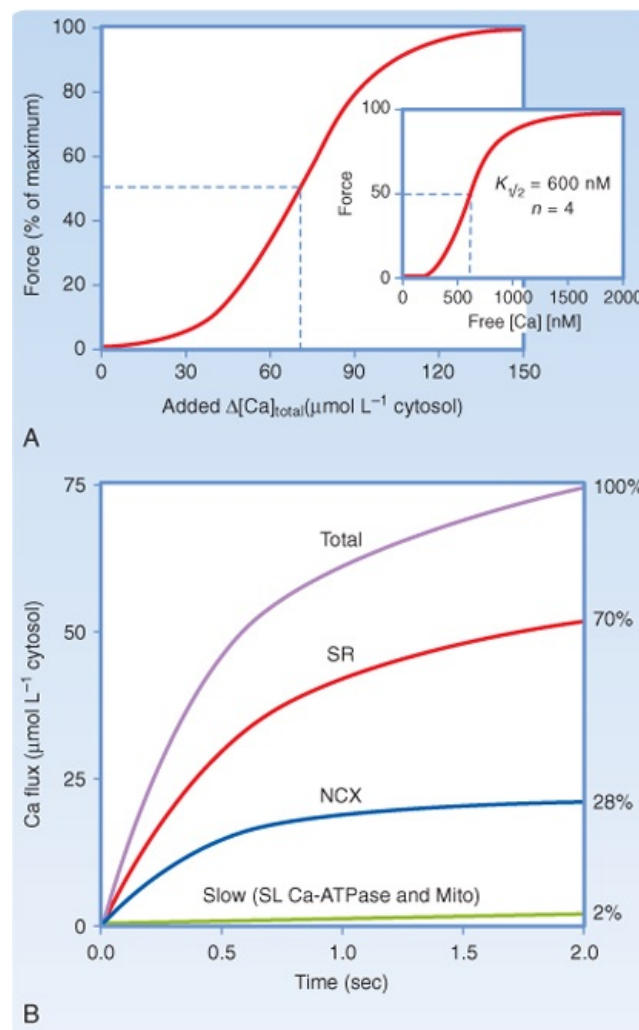 100
80
60
40
20
0
Force (% of maximum)
0 30 60 90 120 150
Added Δ[Ca]total(μmol L⁻¹ cytosol)
100
50
0
Force
K½ = 600 nM
n = 4
0 500 1000 1500 2000
Free [Ca] [nM]
A
75
50
25
0
Ca flux (μmol L⁻¹ cytosol)
Total
SR
NCX
Slow (SL Ca-ATPase and Mito)
100%
70%
28%
2%
0.0 0.5 1.0 1.5 2.0
Time (sec)
B